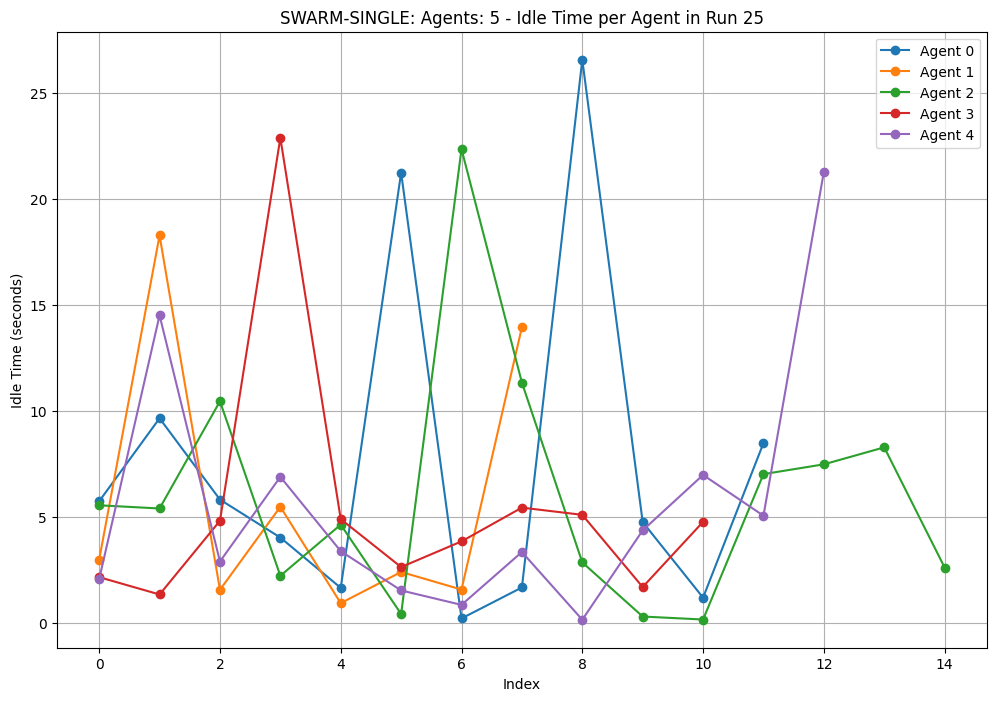 SWARM-SINGLE: Agents: 5 - Idle Time per Agent in Run 25
Agent 0
Agent 1
Agent 2
Agent 3
Agent 4
Idle Time (seconds)
25
20
15
10
5
0
0 2 4 6 8 10 12 14
Index